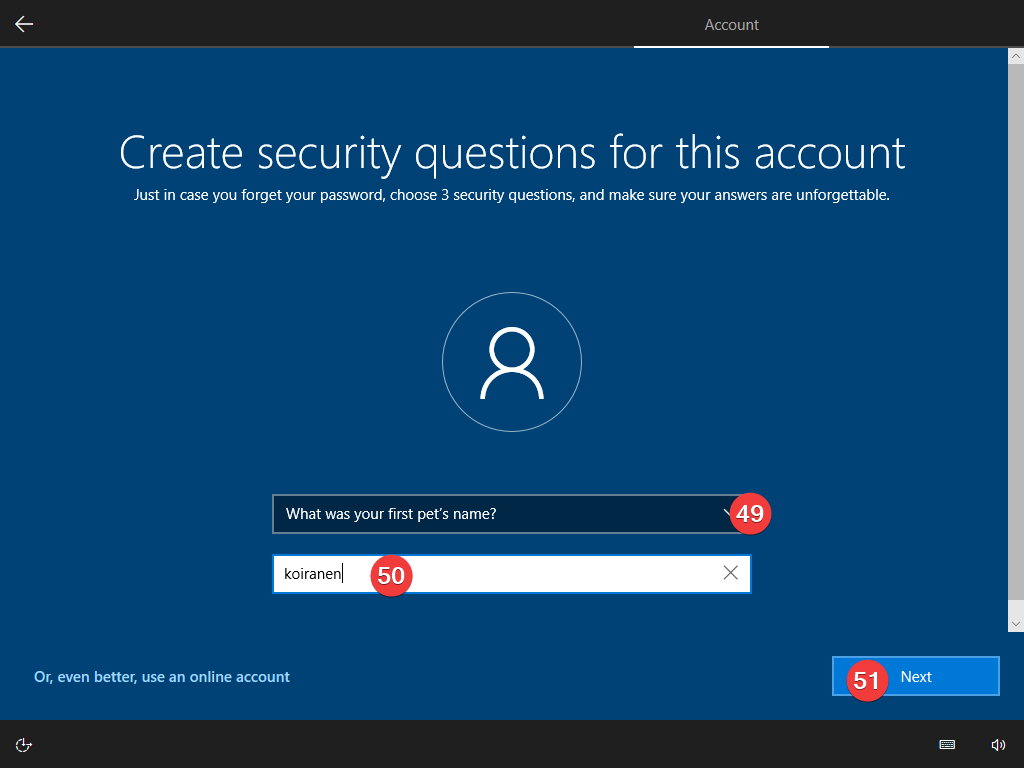 Account
Create security questions for this account
Just in case you forget your password, choose 3 security questions, and make sure your answers are unforgettable.
What was your first pet's name?
49
koiranen
50
Or, even better, use an online account
51
Next